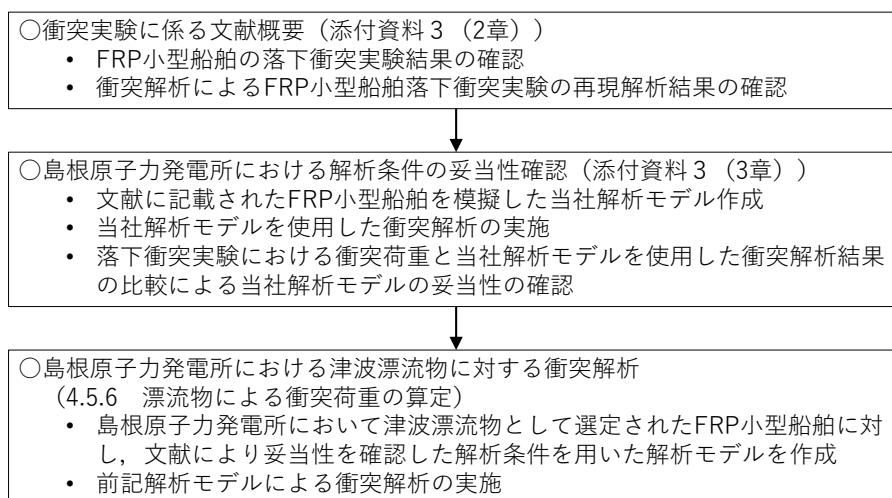 ○衝突実験に係る文献概要（添付資料３（2章））
• FRP小型船舶の落下衝突実験結果の確認
• 衝突解析によるFRP小型船舶落下衝突実験の再現解析結果の確認
○島根原子力発電所における解析条件の妥当性確認（添付資料３（3章））
• 文献に記載されたFRP小型船舶を模擬した当社解析モデル作成
• 当社解析モデルを使用した衝突解析の実施
• 落下衝突実験における衝突荷重と当社解析モデルを使用した衝突解析結果
の比較による当社解析モデルの妥当性の確認
○島根原子力発電所における津波漂流物に対する衝突解析
（4.5.6　漂流物による衝突荷重の算定）
• 島根原子力発電所において津波漂流物として選定されたFRP小型船舶に対
し，文献により妥当性を確認した解析条件を用いた解析モデルを作成
• 前記解析モデルによる衝突解析の実施